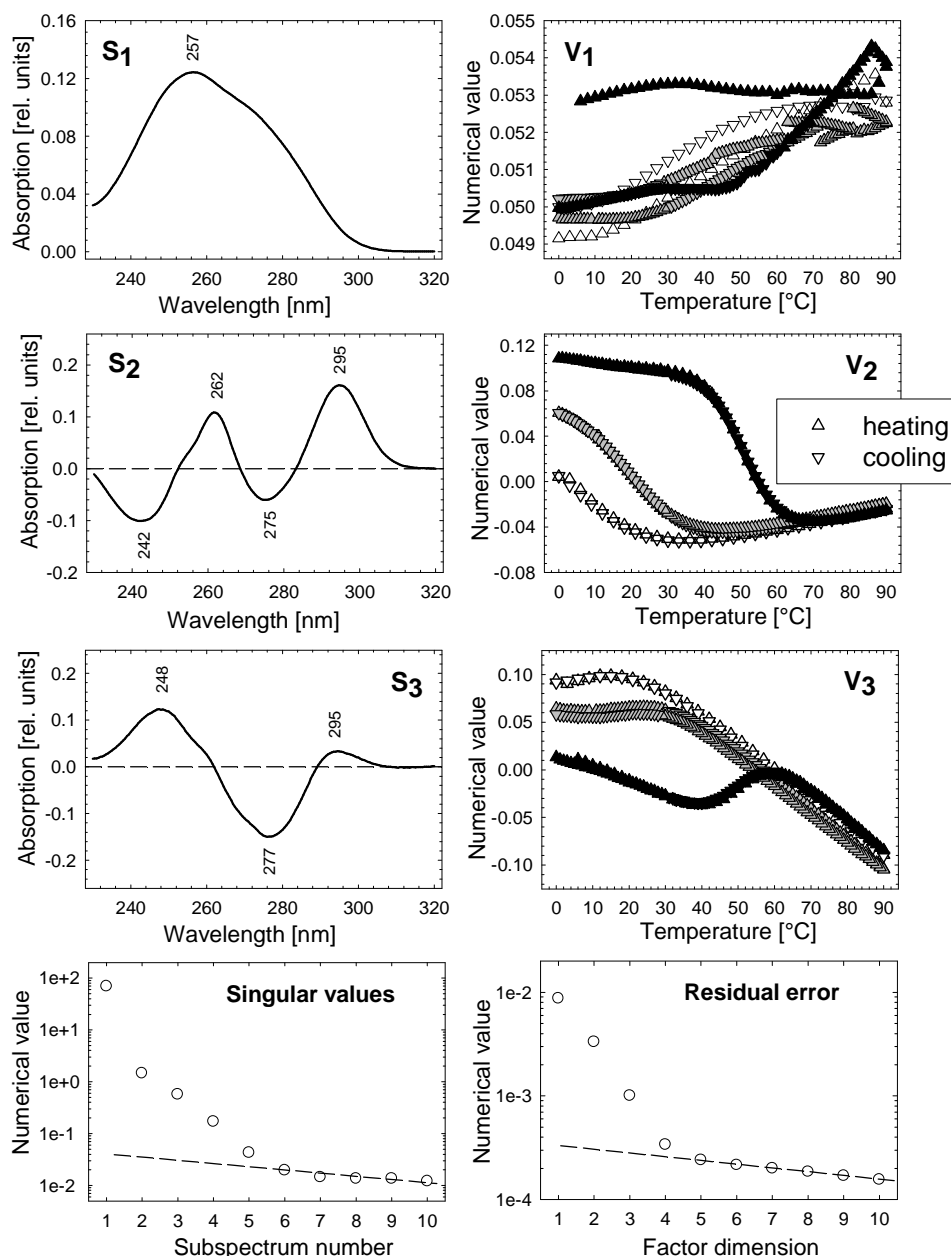 S1
257
Absorption [rel. units]
0.16
0.12
0.08
0.04
0.00
240 260 280 300 320
Wavelength [nm]
V1
Numerical value
0.055
0.054
0.053
0.052
0.051
0.050
0.049
0 10 20 30 40 50 60 70 80 90
Temperature [°C]
S2
262
295
242
275
Absorption [rel. units]
0.2
0.1
0.0
-0.1
-0.2
240 260 280 300 320
Wavelength [nm]
V2
heating
cooling
Numerical value
0.12
0.08
0.04
0.00
-0.04
-0.08
0 10 20 30 40 50 60 70 80 90
Temperature [°C]
S3
248
295
277
Absorption [rel. units]
0.2
0.1
0.0
-0.1
-0.2
240 260 280 300 320
Wavelength [nm]
V3
Numerical value
0.10
0.05
0.00
-0.05
-0.10
0 10 20 30 40 50 60 70 80 90
Temperature [°C]
Singular values
Numerical value
1e+2
1e+1
1e+0
1e-1
1e-2
1 2 3 4 5 6 7 8 9 10
Subspectrum number
Residual error
Numerical value
1e-2
1e-3
1e-4
1 2 3 4 5 6 7 8 9 10
Factor dimension